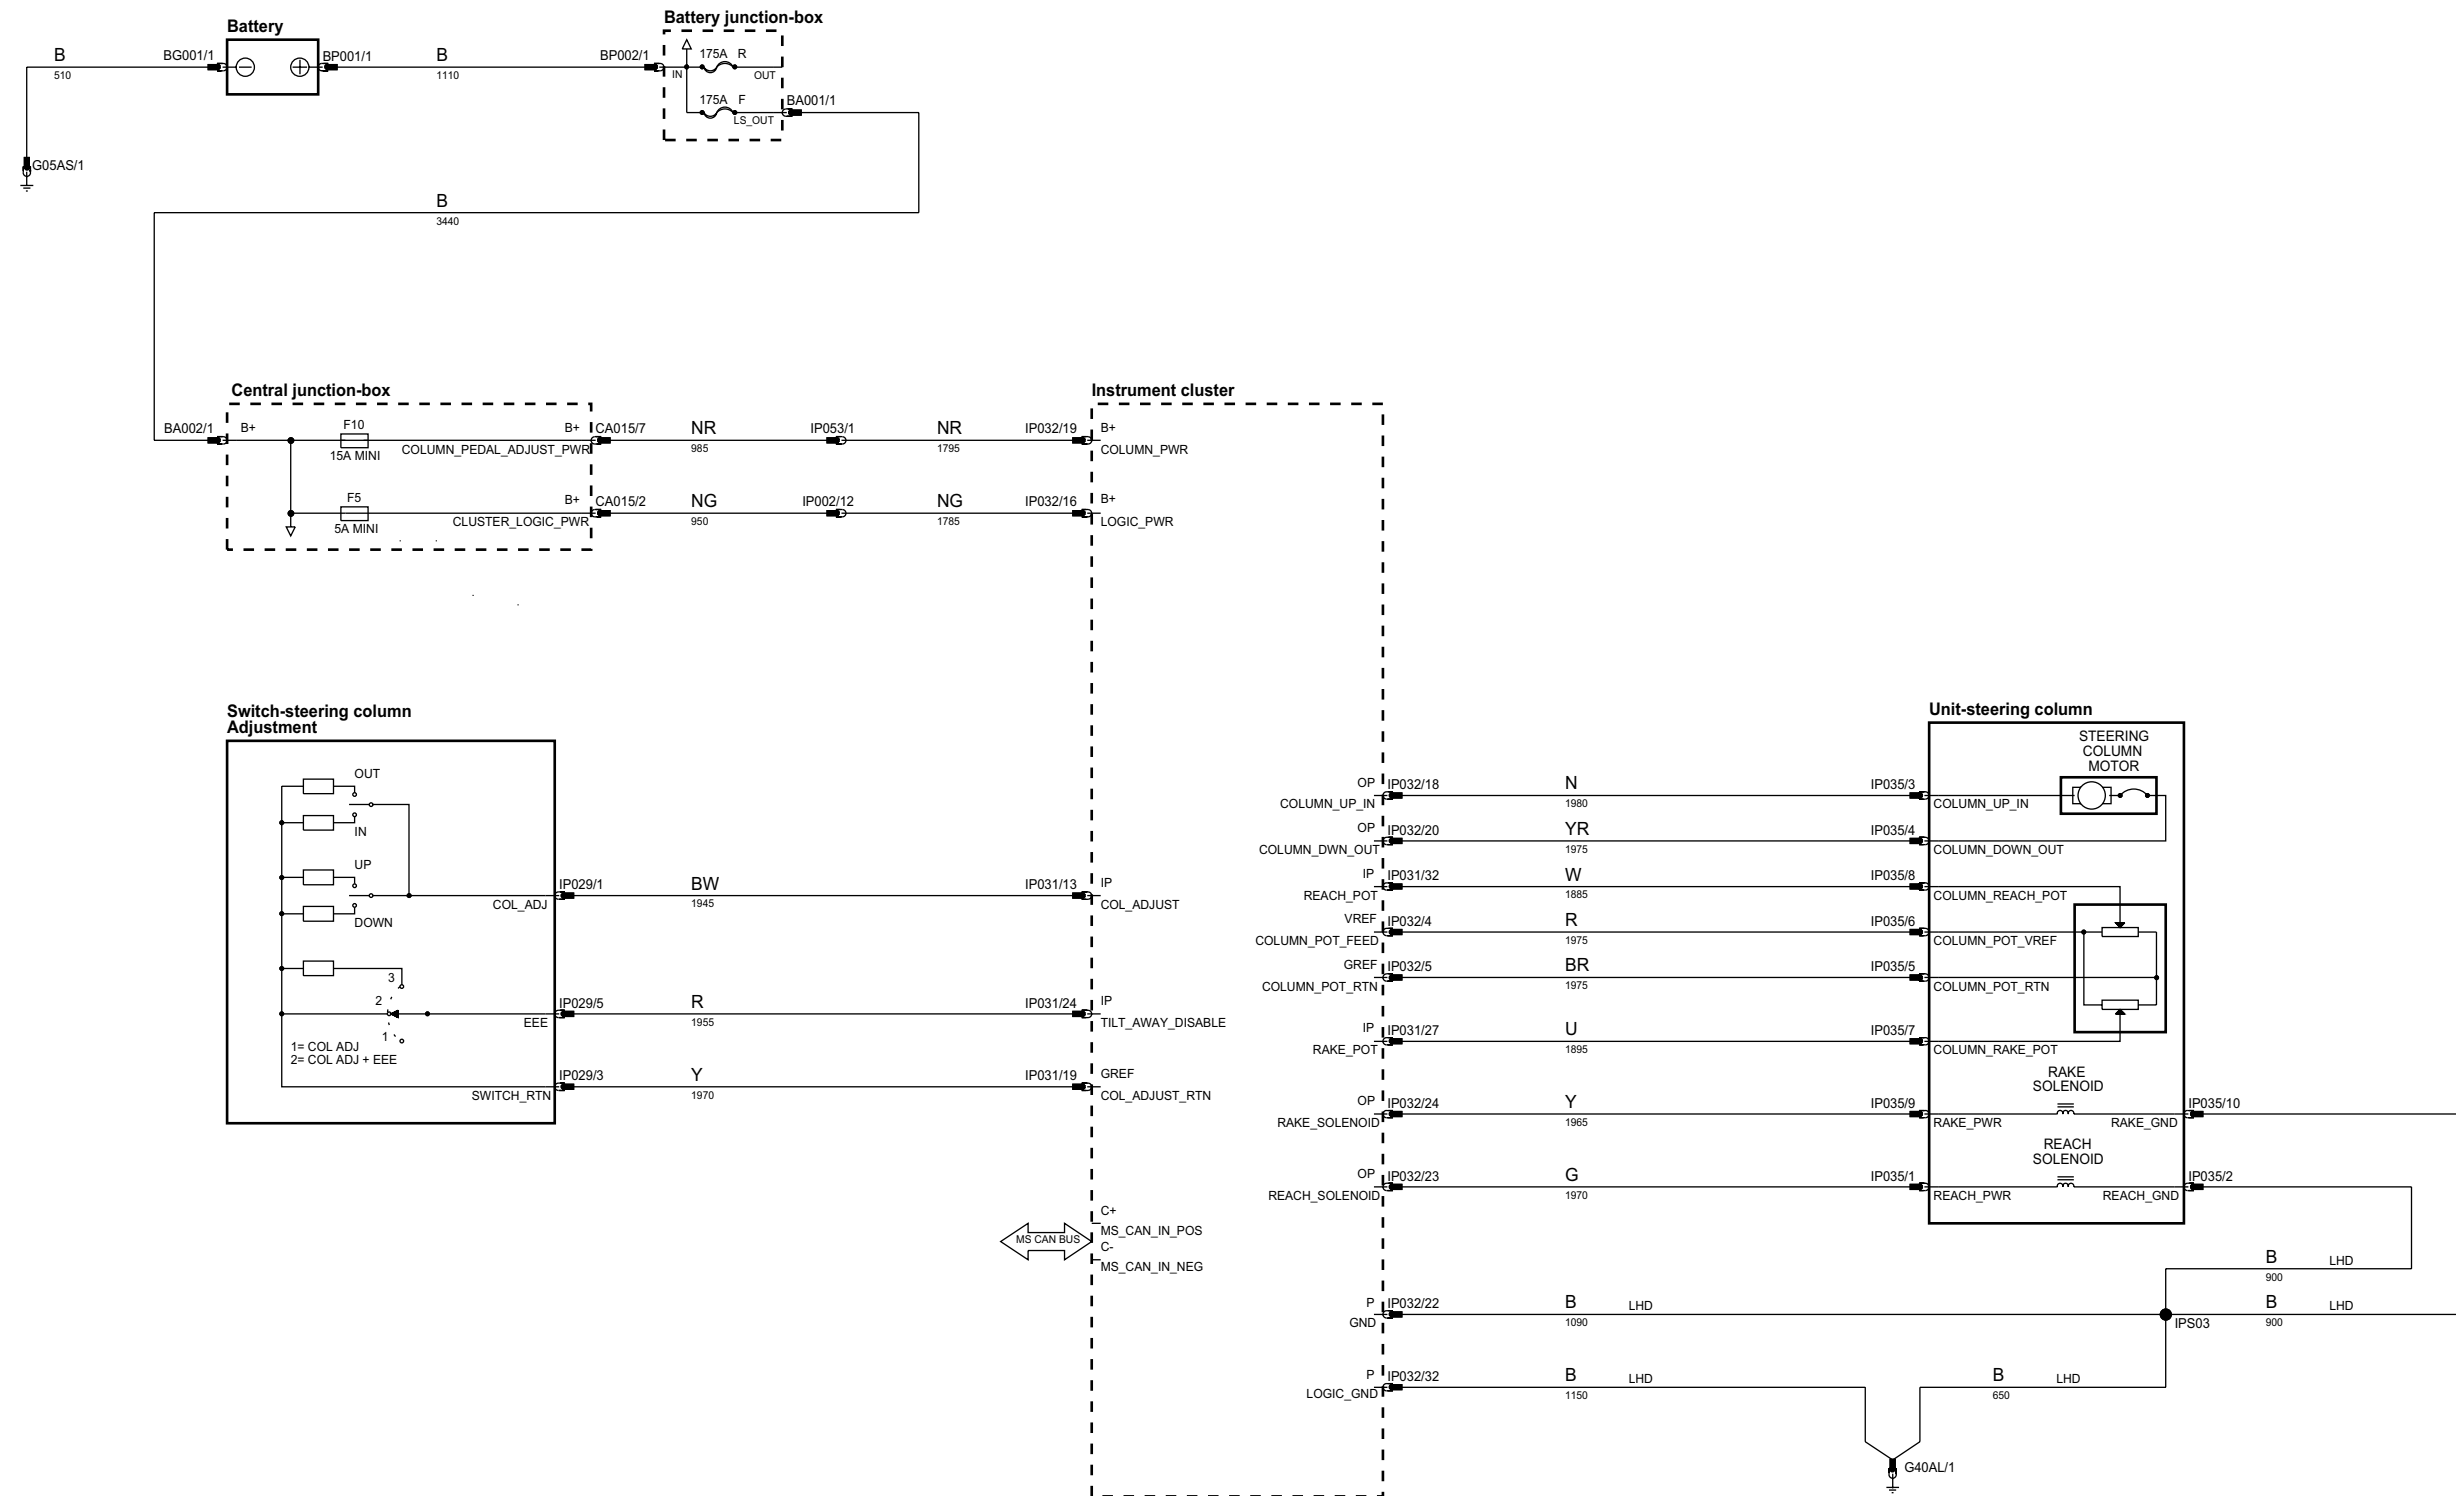 Battery junction-box
Battery
B
510
BG001/1
BP001/1
B
1110
BP002/1
IN
175A R
OUT
175A F
LS_OUT
BA001/1
G05AS/1
B
3440
Central junction-box
BA002/1
B+
F10
15A MINI
B+
COLUMN_PEDAL_ADJUST_PWR
CA015/7
NR
985
IP053/1
NR
1795
IP032/19
F5
5A MINI
B+
CLUSTER_LOGIC_PWR
CA015/2
NG
950
IP002/12
NG
1785
IP032/16
Instrument cluster
B+
COLUMN_PWR
B+
LOGIC_PWR
Switch-steering column
Adjustment
OUT
IN
UP
DOWN
COL_ADJ
3
2
1
EEE
1= COL ADJ
2= COL ADJ + EEE
SWITCH_RTN
IP029/1
BW
1945
IP031/13
IP
COL_ADJUST
IP029/5
R
1955
IP031/24
IP
TILT_AWAY_DISABLE
IP029/3
Y
1970
IP031/19
GREF
COL_ADJUST_RTN
MS CAN BUS
C+
MS_CAN_IN_POS
C-
MS_CAN_IN_NEG
OP
COLUMN_UP_IN
IP032/18
N
1980
IP035/3
OP
COLUMN_DWN_OUT
IP032/20
YR
1975
IP035/4
IP
REACH_POT
IP031/32
W
1885
IP035/8
VREF
COLUMN_POT_FEED
IP032/4
R
1975
IP035/6
GREF
COLUMN_POT_RTN
IP032/5
BR
1975
IP035/5
IP
RAKE_POT
IP031/27
U
1895
IP035/7
OP
RAKE_SOLENOID
IP032/24
Y
1965
IP035/9
OP
REACH_SOLENOID
IP032/23
G
1970
IP035/1
Unit-steering column
STEERING
COLUMN
MOTOR
COLUMN_UP_IN
COLUMN_DOWN_OUT
COLUMN_REACH_POT
COLUMN_POT_VREF
COLUMN_POT_RTN
COLUMN_RAKE_POT
RAKE
SOLENOID
RAKE_PWR
RAKE_GND
IP035/10
REACH
SOLENOID
REACH_PWR
REACH_GND
IP035/2
B
900
LHD
P
GND
IP032/22
B
1090
LHD
IPS03
B
900
LHD
P
LOGIC_GND
IP032/32
B
1150
LHD
B
650
LHD
G40AL/1